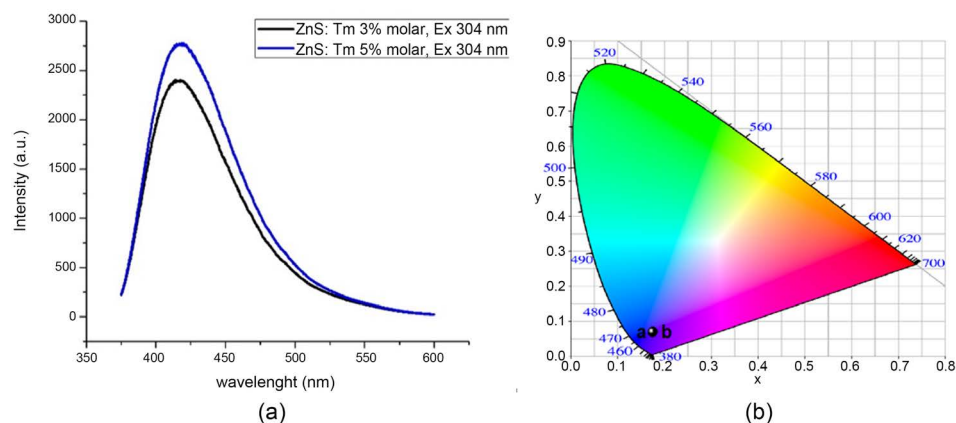 ZnS: Tm 3% molar, Ex 304 nm
ZnS: Tm 5% molar, Ex 304 nm
3000
2500
2000
1500
1000
500
0
Intensity (a.u.)
350 400 450 500 550 600
wavelenght (nm)
(a)
0.9
0.8
0.7
0.6
0.5
0.4
0.3
0.2
0.1
0.0
y
520
540
560
500
580
600
620
490
700
480
a b
470
460
380
0.0 0.1 0.2 0.3 0.4 0.5 0.6 0.7 0.8
x
(b)